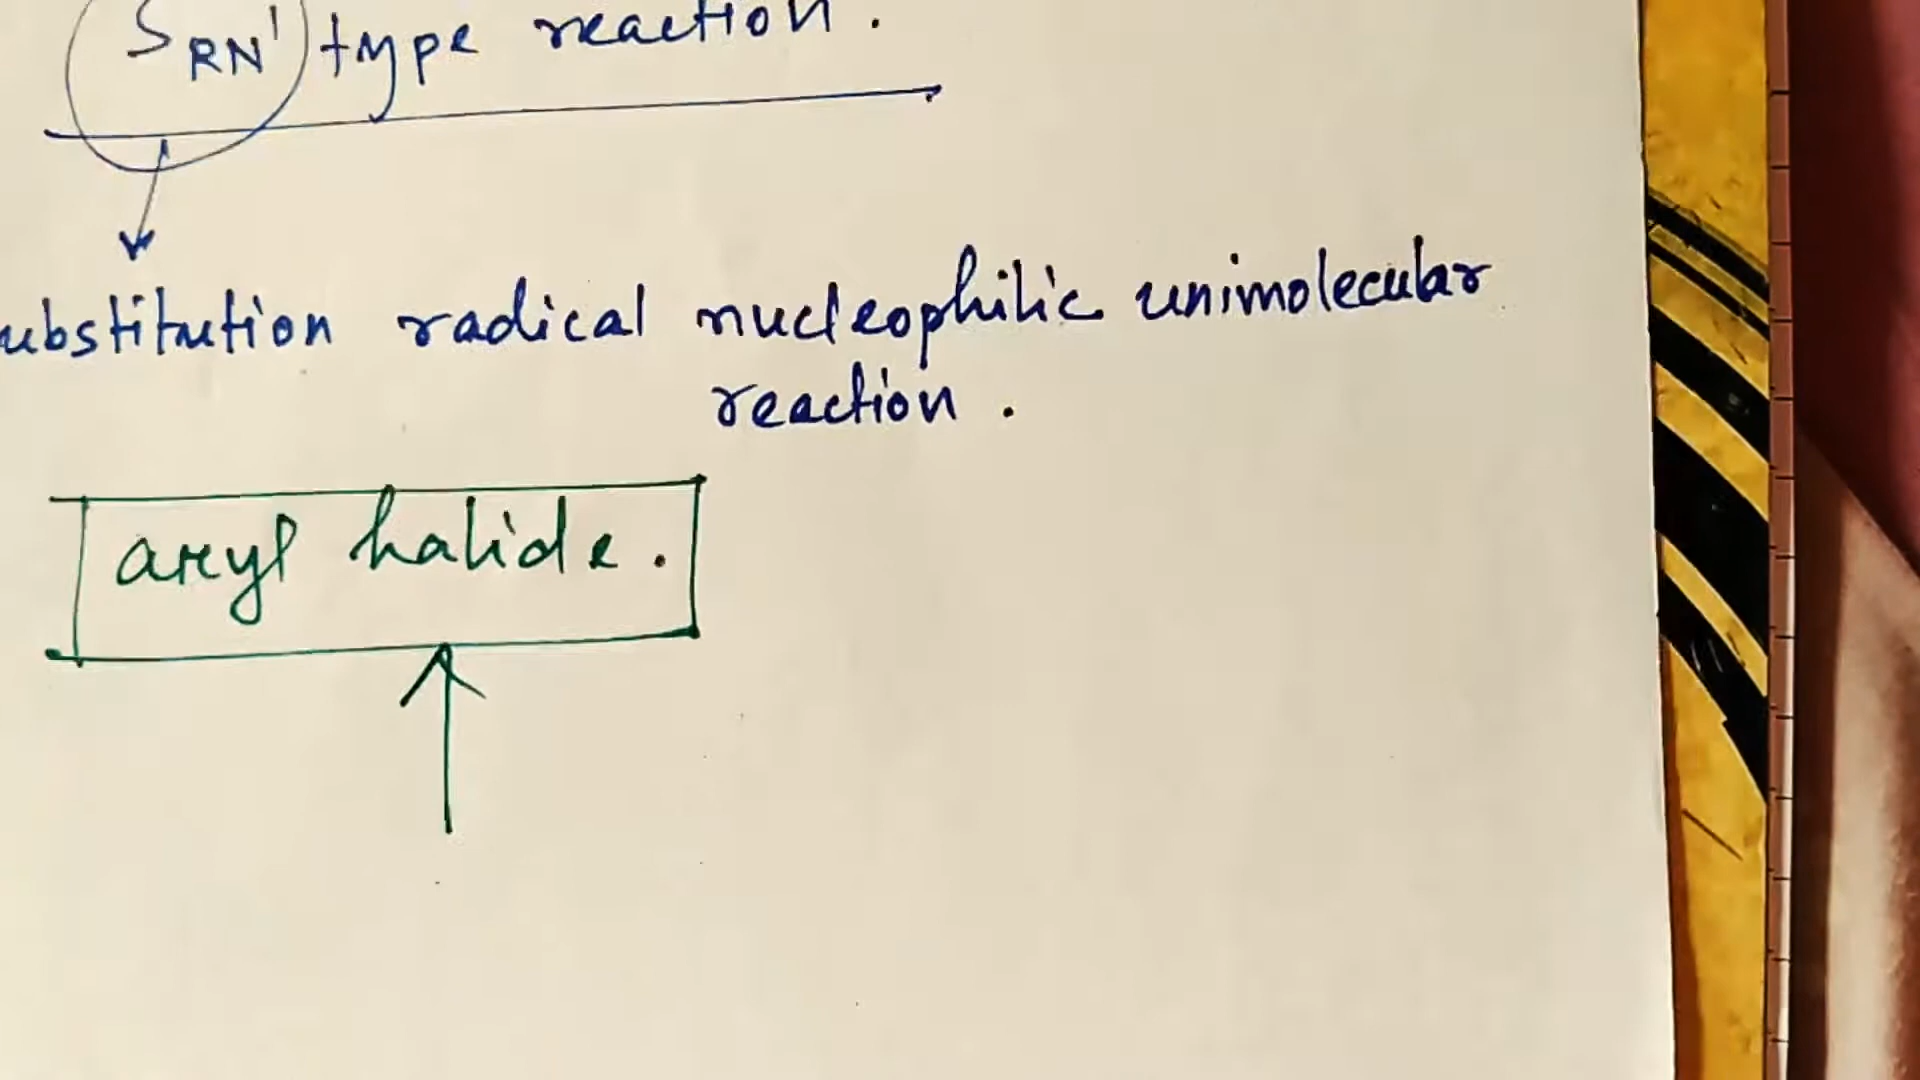 SRN1 type reaction.
ubstitution radical nucleophilic unimolecular
reaction.
aryl halide.